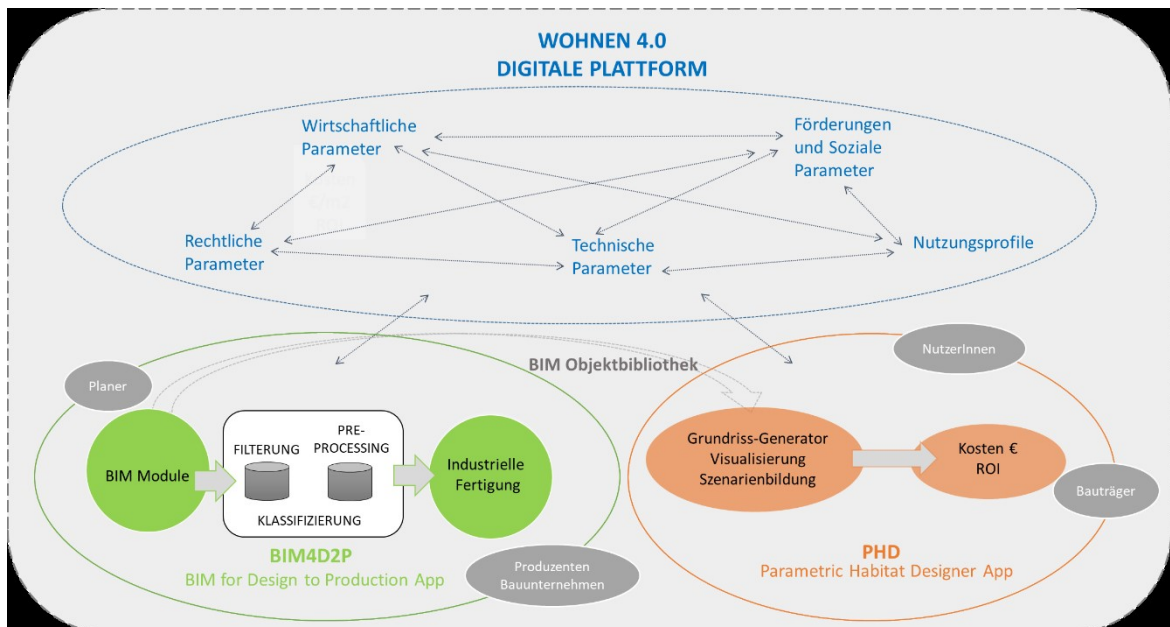 WOHNEN 4.0
DIGITALE PLATTFORM
Wirtschaftliche
Parameter
Förderungen
und Soziale
Parameter
Rechtliche
Parameter
Technische
Parameter
Nutzungsprofile
BIM Objektbibliothek
NutzerInnen
Planer
BIM Module
FILTERUNG
PRE-
PROCESSING
KLASSIFIZIERUNG
Industrielle
Fertigung
Grundriss-Generator
Visualisierung
Szenarienbildung
Kosten €
ROI
Bauträger
BIM4D2P
BIM for Design to Production App
Produzenten
Bauunternehmen
PHD
Parametric Habitat Designer App